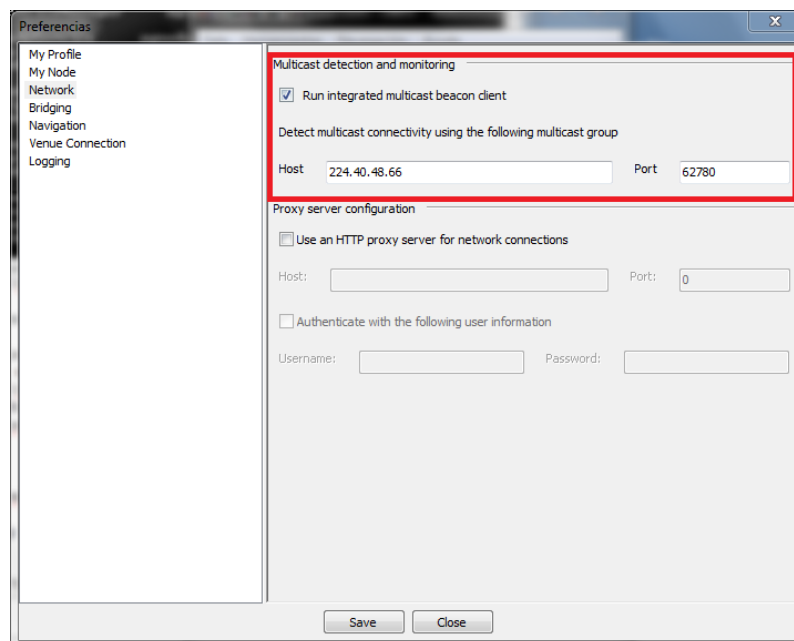 Preferencias
My Profile
My Node
Network
Bridging
Navigation
Venue Connection
Logging
Multicast detection and monitoring
Run integrated multicast beacon client
Detect multicast connectivity using the following multicast group
Host 224.40.48.66 Port 62780
Proxy server configuration
Use an HTTP proxy server for network connections
Host: Port: 0
Authenticate with the following user information
Username: Password:
Save Close